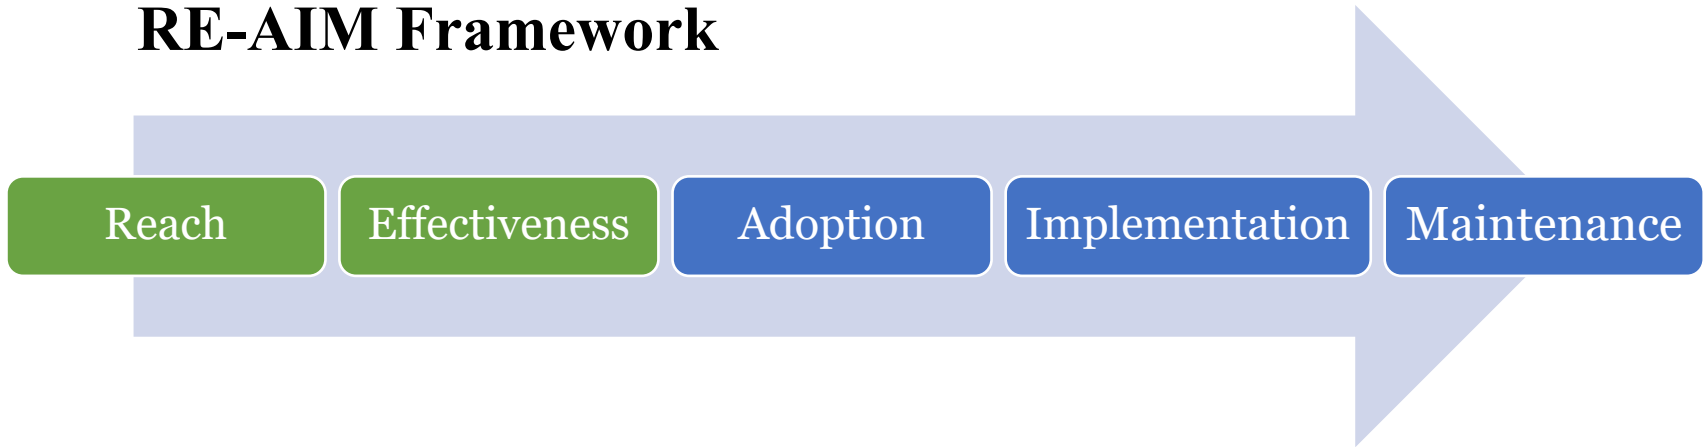 RE-AIM Framework
Reach
Effectiveness
Adoption
Implementation
Maintenance